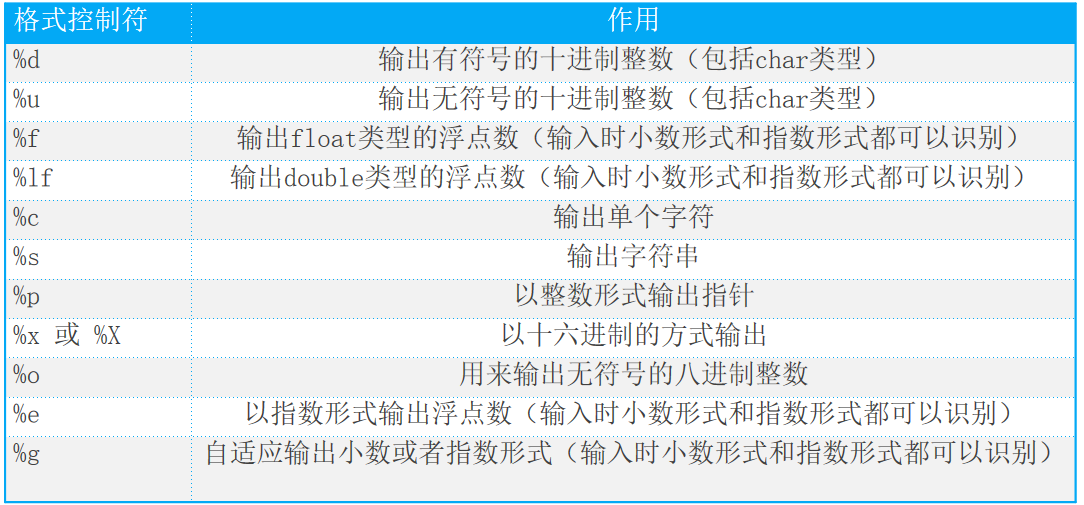 格式控制符 作用
%d 输出有符号的十进制整数（包括char类型）
%u 输出无符号的十进制整数（包括char类型）
%f 输出float类型的浮点数（输入时小数形式和指数形式都可以识别）
%lf 输出double类型的浮点数（输入时小数形式和指数形式都可以识别）
%c 输出单个字符
%s 输出字符串
%p 以整数形式输出指针
%x 或 %X 以十六进制的方式输出
%o 用来输出无符号的八进制整数
%e 以指数形式输出浮点数（输入时小数形式和指数形式都可以识别）
%g 自适应输出小数或者指数形式（输入时小数形式和指数形式都可以识别）